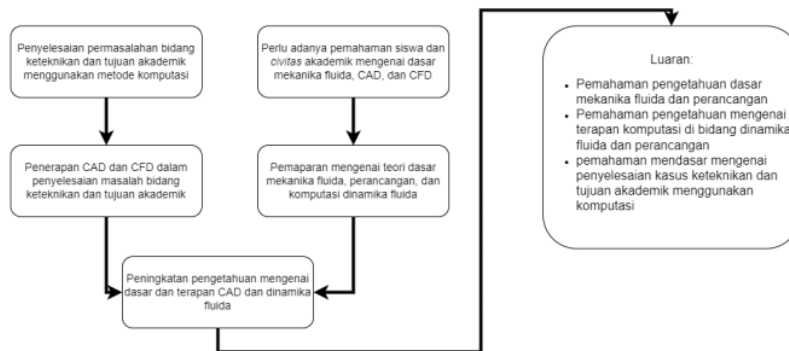 Penyelesaian permasalahan bidang
keteknikan dan tujuan akademik
menggunakan metode komputasi
Perlu adanya pemahaman siswa dan
civitas akademik mengenai dasar
mekanika fluida, CAD, dan CFD
Penerapan CAD dan CFD dalam
penyelesaian masalah bidang
keteknikan dan tujuan akademik
Pemaparan mengenai teori dasar
mekanika fluida, perancangan, dan
komputasi dinamika fluida
Peningkatan pengetahuan mengenai
dasar dan terapan CAD dan dinamika
fluida
Luaran:
• Pemahaman pengetahuan dasar
mekanika fluida dan perancangan
• Pemahaman pengetahuan mengenai
terapan komputasi di bidang dinamika
fluida dan perancangan
• pemahaman mendasar mengenai
penyelesaian kasus keteknikan dan
tujuan akademik menggunakan
komputasi